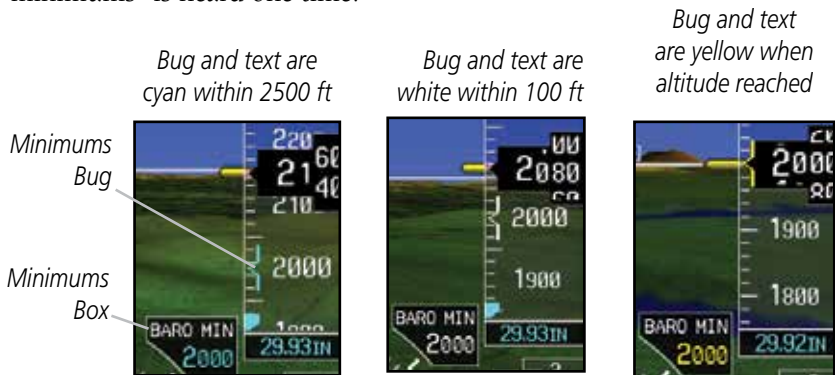 minimums" is heard one time.
Bug and text are
cyan within 2500 ft
Bug and text are
white within 100 ft
Bug and text
are yellow when
altitude reached
Minimums
Bug
Minimums
Box
220
21
60
40
210
2000
BARO MIN
2000
29.93IN
2080
2000
1900
BARO MIN
2000
29.93IN
2000
1900
1800
BARO MIN
2000
29.92IN